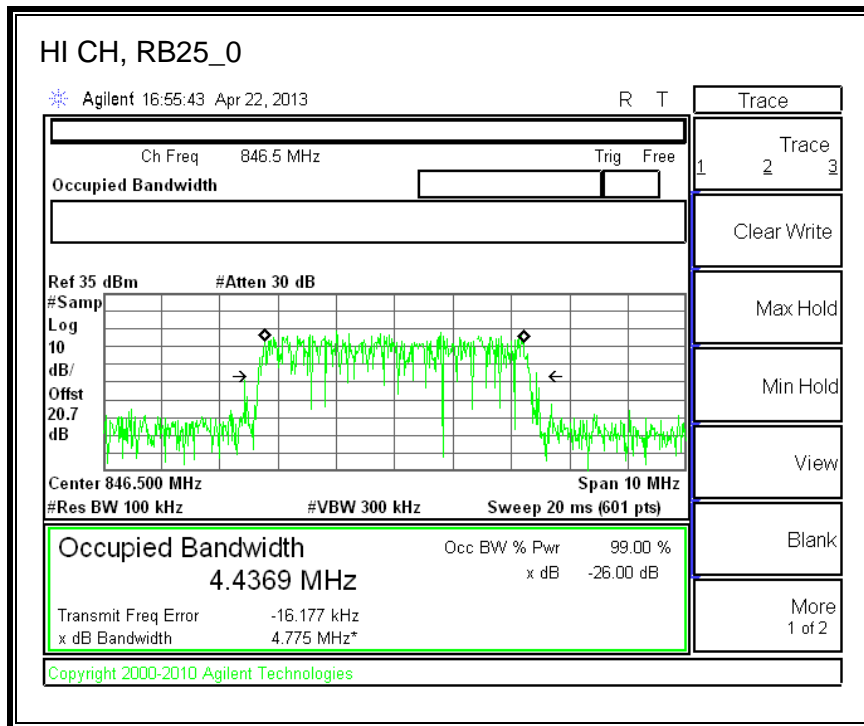 HI CH, RB25_0
Agilent 16:55:43 Apr 22, 2013 R T
Trace
Ch Freq 846.5 MHz Trig Free
Occupied Bandwidth
Trace
1 2 3
Clear Write
Max Hold
Min Hold
View
Blank
More
1 of 2
Ref 35 dBm #Atten 30 dB
#Samp
Log
10
dB/
Offst
20.7
dB
Center 846.500 MHz Span 10 MHz
#Res BW 100 kHz #VBW 300 kHz Sweep 20 ms (601 pts)
Occupied Bandwidth Occ BW % Pwr 99.00 %
4.4369 MHz x dB -26.00 dB
Transmit Freq Error -16.177 kHz
x dB Bandwidth 4.775 MHz*
Copyright 2000-2010 Agilent Technologies